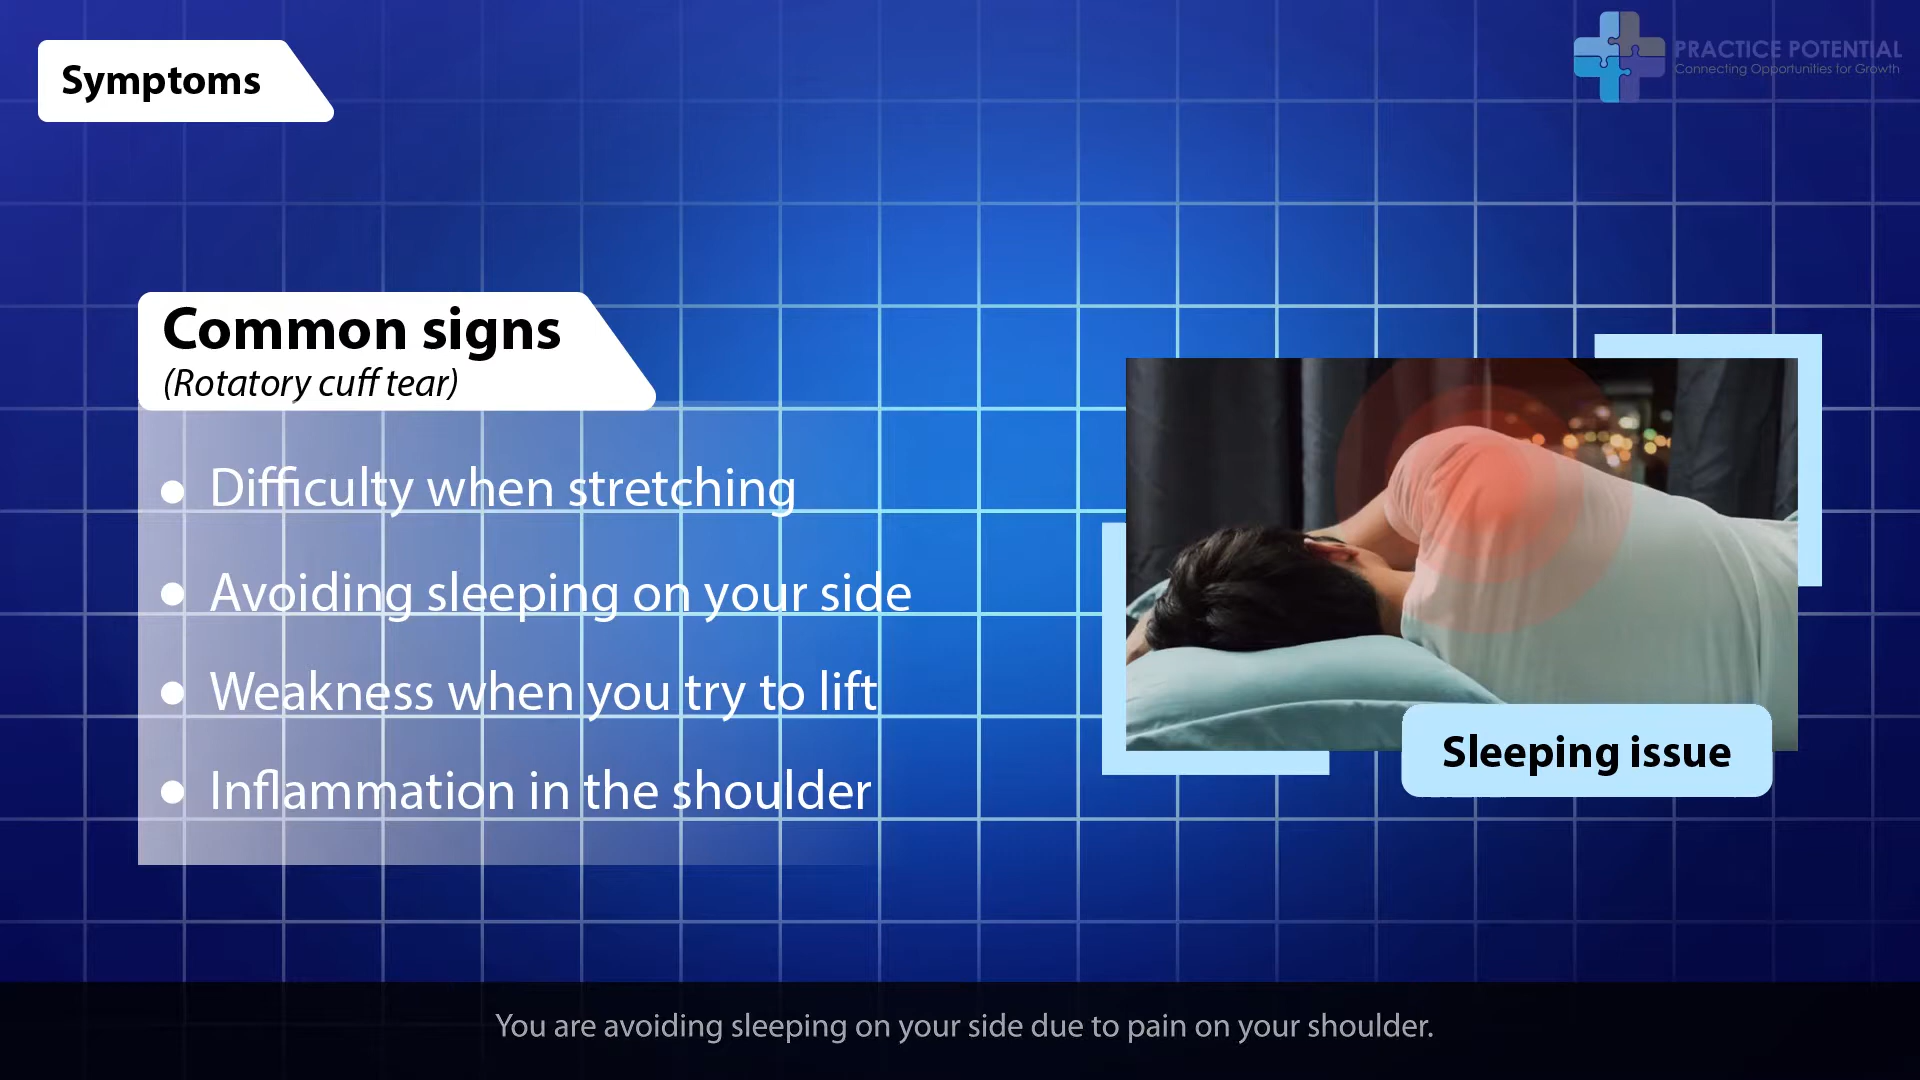 Symptoms
PRACTICE POTENTIAL
Connecting Opportunities for Growth
Common signs
(Rotatory cuff tear)
● Difficulty when stretching
● Avoiding sleeping on your side
● Weakness when you try to lift
● Inflammation in the shoulder
Sleeping issue
You are avoiding sleeping on your side due to pain on your shoulder.